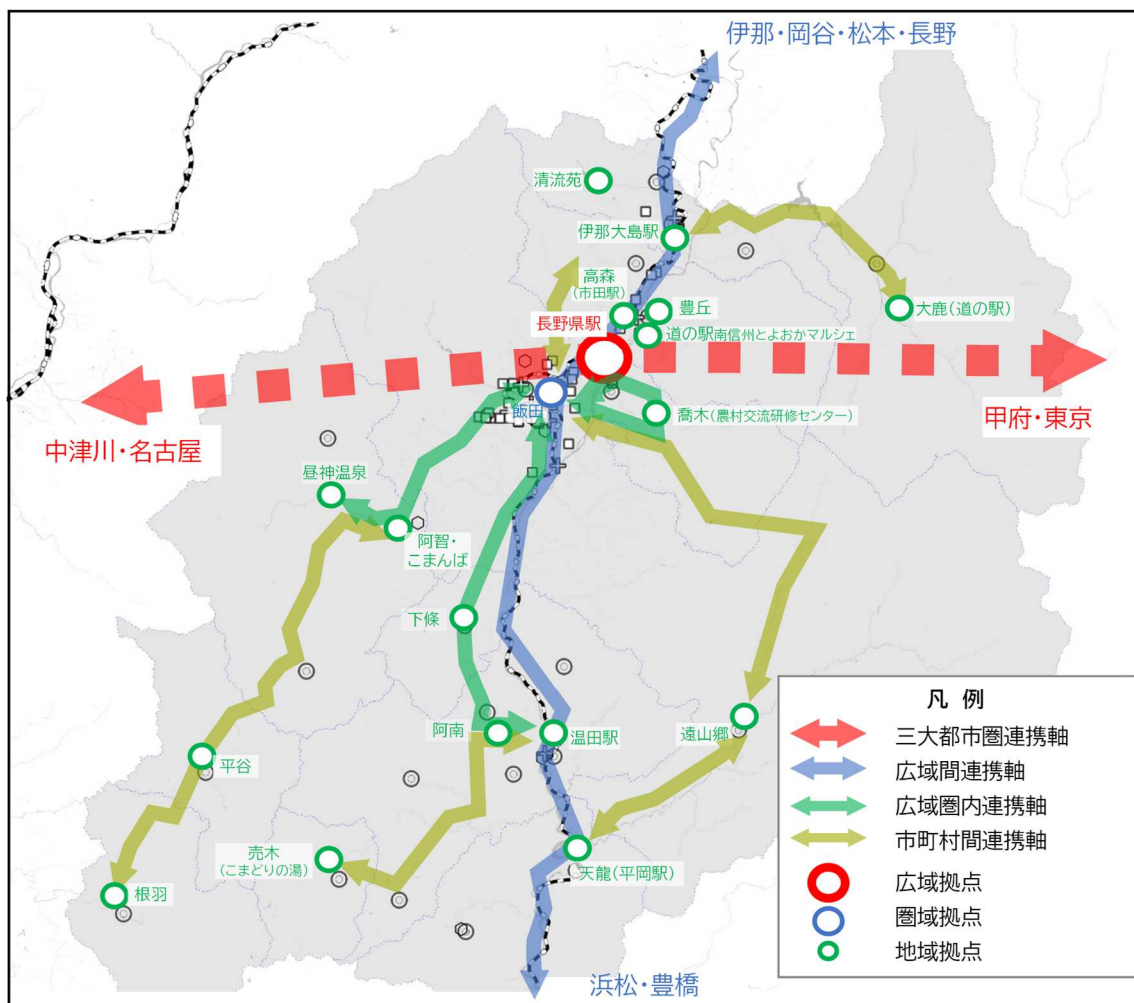 伊那・岡谷・松本・長野
清流苑
伊那大島駅
高森
(市田駅)
豊丘
大鹿(道の駅)
長野県駅
道の駅南信州とよおかマルシェ
飯田
喬木(農村交流研修センター)
中津川・名古屋
甲府・東京
昼神温泉
阿智・
こまんば
下條
阿南
温田駅
遠山郷
平谷
売木
(こまどりの湯)
天龍(平岡駅)
根羽
浜松・豊橋
凡 例
三大都市圏連携軸
広域間連携軸
広域圏内連携軸
市町村間連携軸
広域拠点
圏域拠点
地域拠点